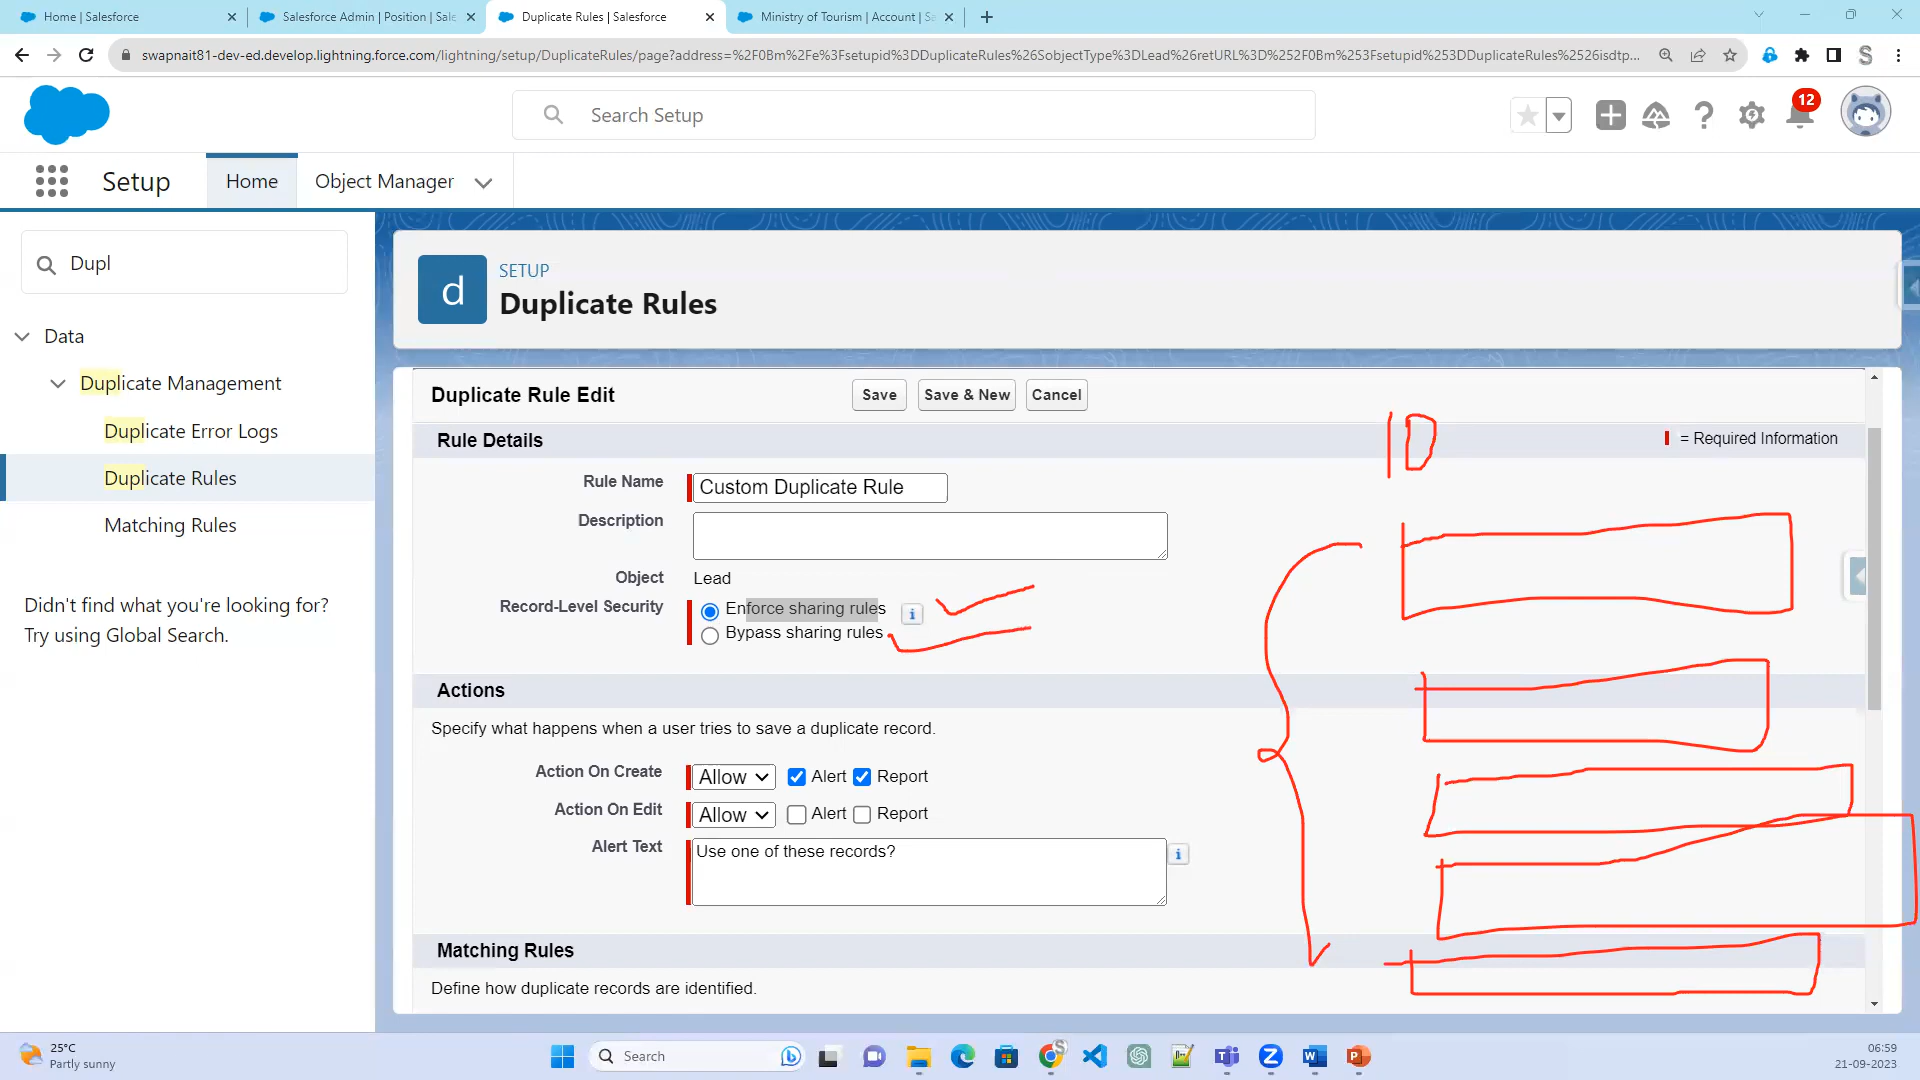 Home | Salesforce
Salesforce Admin | Position | Sale
Duplicate Rules | Salesforce
Ministry of Tourism | Account | Sa
swapnait81-dev-ed.develop.lightning.force.com/lightning/setup/DuplicateRules/page?address=%2F0Bm%2Fe%3Fsetupid%3DDuplicateRules%26SobjectType%3DLead%26retURL%3D%252F0Bm%253Fsetupid%253DDuplicateRules%2526isdtp...
Search Setup
12
Setup
Home
Object Manager
Dupl
SETUP
d
Duplicate Rules
Data
Duplicate Management
Duplicate Error Logs
Duplicate Rules
Matching Rules
Didn't find what you're looking for?
Try using Global Search.
Duplicate Rule Edit
Save
Save & New
Cancel
Rule Details
= Required Information
ID
Rule Name
Custom Duplicate Rule
Description
Object
Lead
Record-Level Security
Enforce sharing rules
Bypass sharing rules
Actions
Specify what happens when a user tries to save a duplicate record.
Action On Create
Allow
Alert
Report
Action On Edit
Allow
Alert
Report
Alert Text
Use one of these records?
Matching Rules
Define how duplicate records are identified.
25°C
Partly sunny
Search
06:59
21-09-2023